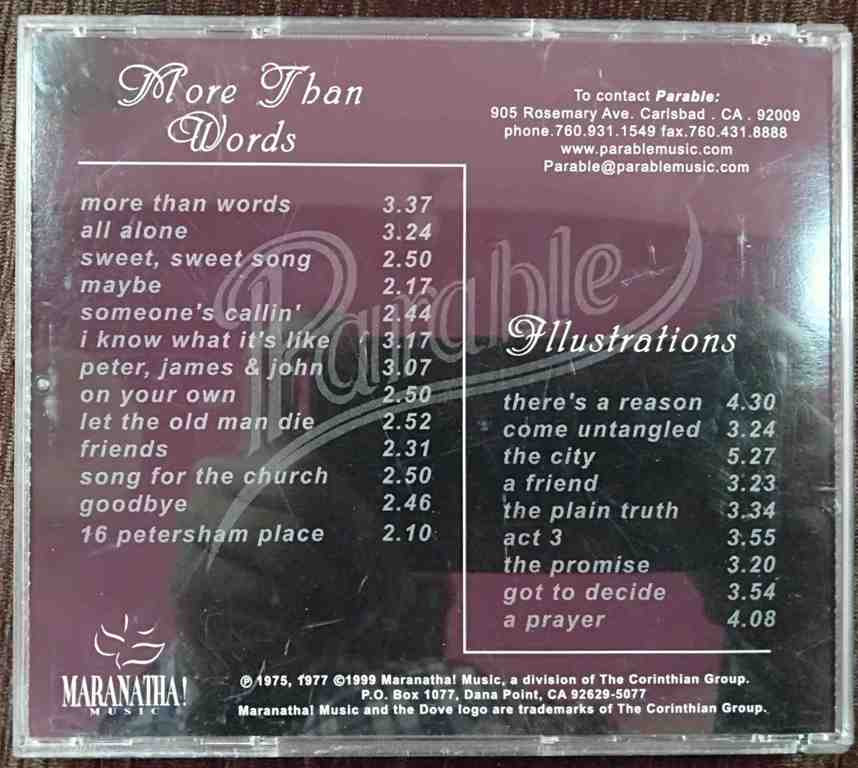 More Than
Words
more than words 3.37
all alone 3.24
sweet, sweet song 2.50
maybe 2.17
someone's callin' 2.44
i know what it's like 3.17
peter, james & john 3.07
on your own 2.50
let the old man die 2.52
friends 2.31
song for the church 2.50
goodbye 2.46
16 petersham place 2.10
To contact Parable:
905 Rosemary Ave. Carlsbad . CA . 92009
phone.760.931.1549 fax.760.431.8888
www.parablemusic.com
Parable@parablemusic.com
Parable
Illustrations
there's a reason 4.30
come untangled 3.24
the city 5.27
a friend 3.23
the plain truth 3.34
act 3 3.55
the promise 3.20
got to decide 3.54
a prayer 4.08
MARANATHA!
MUSIC
℗ 1975, 1977 ©1999 Maranatha! Music, a division of The Corinthian Group.
P.O. Box 1077, Dana Point, CA 92629-5077
Maranatha! Music and the Dove logo are trademarks of The Corinthian Group.